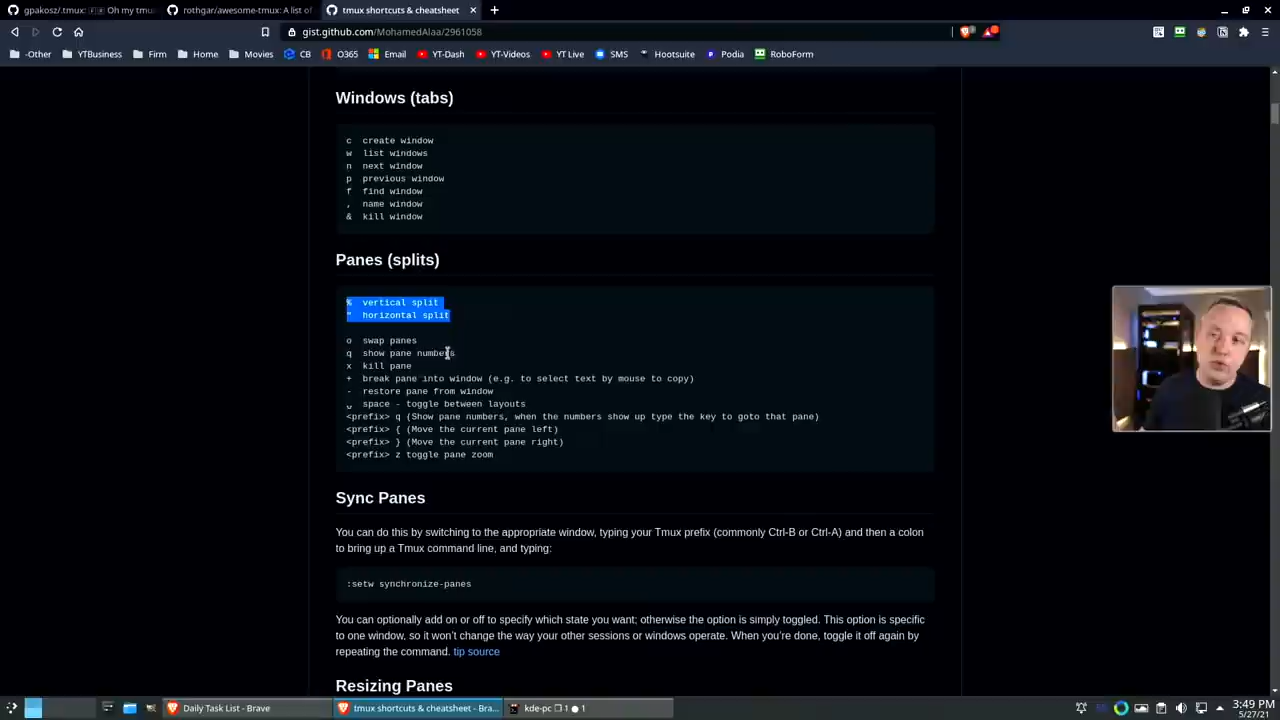 gpakosz/.tmux: 🇫🇷 Oh my tmu
rothgar/awesome-tmux: A list of
tmux shortcuts & cheatsheet
gist.github.com/MohamedAlaa/2961058
-Other
YTBusiness
Firm
Home
Movies
CB
O365
Email
YT-Dash
YT-Videos
YT Live
SMS
Hootsuite
Podia
RoboForm
Windows (tabs)
c  create window
w  list windows
n  next window
p  previous window
f  find window
,  name window
&  kill window
Panes (splits)
%  vertical split
"  horizontal split
o  swap panes
q  show pane numbers
x  kill pane
+  break pane into window (e.g. to select text by mouse to copy)
-  restore pane from window
⍽  space - toggle between layouts
<prefix> q (Show pane numbers, when the numbers show up type the key to goto that pane)
<prefix> { (Move the current pane left)
<prefix> } (Move the current pane right)
<prefix> z toggle pane zoom
Sync Panes
You can do this by switching to the appropriate window, typing your Tmux prefix (commonly Ctrl-B or Ctrl-A) and then a colon
to bring up a Tmux command line, and typing:
:setw synchronize-panes
You can optionally add on or off to specify which state you want; otherwise the option is simply toggled. This option is specific
to one window, so it won't change the way your other sessions or windows operate. When you're done, toggle it off again by
repeating the command. tip source
Resizing Panes
Daily Task List - Brave
tmux shortcuts & cheatsheet - Bra...
kde-pc ❐ 1 ● 1
3:49 PM
5/27/21